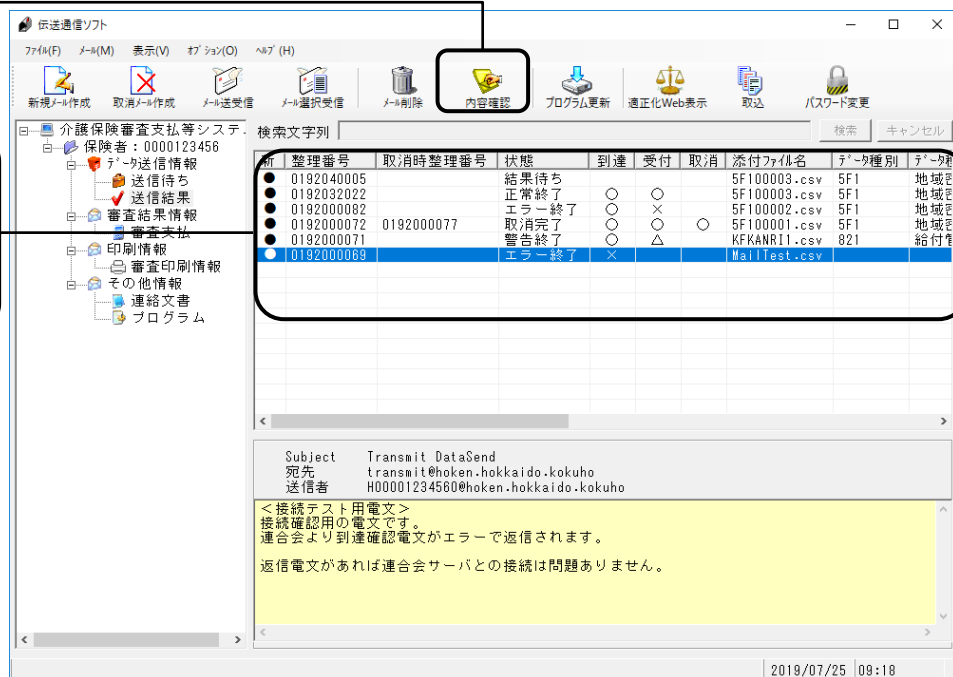 伝送通信ソフト
ﾌｧｲﾙ(F) ﾒｰﾙ(M) 表示(V) ｵﾌﾟｼｮﾝ(O) ﾍﾙﾌﾟ(H)
新規ﾒｰﾙ作成 取消ﾒｰﾙ作成 ﾒｰﾙ送受信 ﾒｰﾙ選択受信 ﾒｰﾙ削除 内容確認 ﾌﾟﾛｸﾞﾗﾑ更新 適正化Web表示 取込 ﾊﾟｽﾜｰﾄﾞ変更
介護保険審査支払等システ
保険者：0000123456
ﾃﾞｰﾀ送信情報
送信待ち
送信結果
審査結果情報
審査支払
印刷情報
審査印刷情報
その他情報
連絡文書
プログラム
検索文字列 検索 キャンセル
新 整理番号 取消時整理番号 状態 到達 受付 取消 添付ﾌｧｲﾙ名 ﾃﾞｰﾀ種別 ﾃﾞｰﾀ
● 0192040005 結果待ち 5F100003.csv 5F1 地域
● 0192032022 正常終了 ○ ○ 5F100003.csv 5F1 地域
● 0192000082 エラー終了 ○ × 5F100002.csv 5F1 地域
● 0192000072 0192000077 取消完了 ○ ○ ○ 5F100001.csv 5F1 地域
● 0192000071 警告終了 ○ △ KFKANRI1.csv 821 給付
● 0192000069 エラー終了 × MailTest.csv
Subject Transmit DataSend
宛先 transmit@hoken.hokkaido.kokuho
送信者 H00001234560@hoken.hokkaido.kokuho
＜接続テスト用電文＞
接続確認用の電文です。
連合会より到達確認電文がエラーで返信されます。
返信電文があれば連合会サーバとの接続は問題ありません。
2019/07/25 09:18